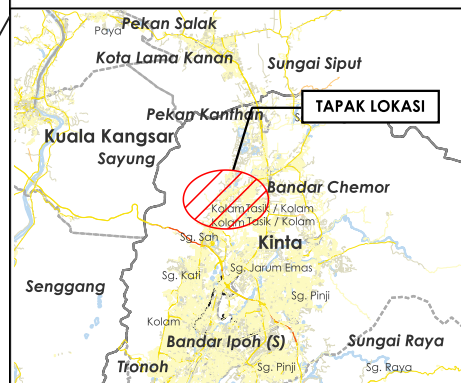 Pekan Salak
Paya
Kota Lama Kanan
Sungai Siput
TAPAK LOKASI
Pekan Kanthan
Kuala Kangsar
Sayung
Bandar Chemor
Kolam Tasik / Kolam
Kolam Tasik / Kolam
Sg. Sah
Kinta
Sg. Kati
Sg. Jarum Emas
Senggang
Sg. Pinji
Kolam
Bandar Ipoh (S)
Sungai Raya
Tronoh
Sg. Pinji
Sg. Raya